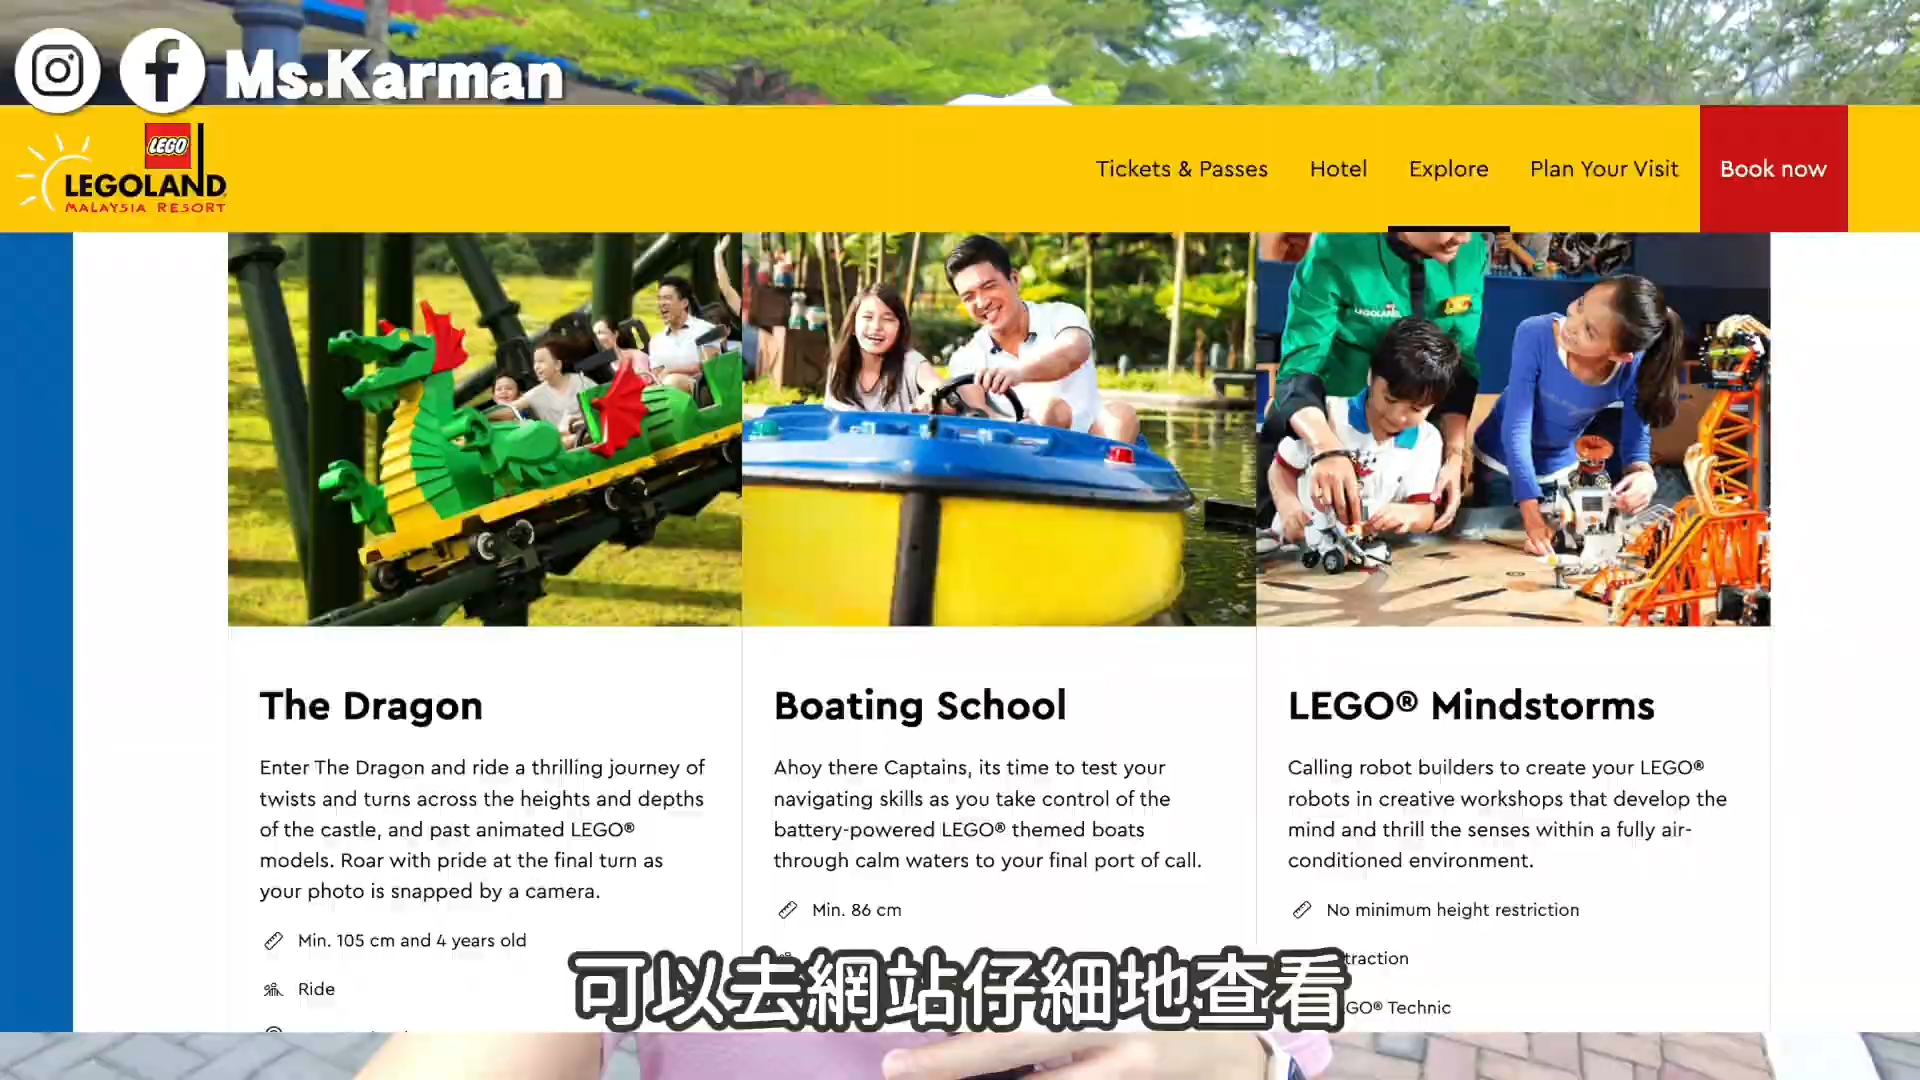 Ms.Karman
LEGO
LEGOLAND
MALAYSIA RESORT
Tickets & Passes
Hotel
Explore
Plan Your Visit
Book now
LEGOLAND
The Dragon
Enter The Dragon and ride a thrilling journey of
twists and turns across the heights and depths
of the castle, and past animated LEGO®
models. Roar with pride at the final turn as
your photo is snapped by a camera.
Min. 105 cm and 4 years old
Ride
Boating School
Ahoy there Captains, its time to test your
navigating skills as you take control of the
battery-powered LEGO® themed boats
through calm waters to your final port of call.
Min. 86 cm
LEGO® Mindstorms
Calling robot builders to create your LEGO®
robots in creative workshops that develop the
mind and thrill the senses within a fully air-
conditioned environment.
No minimum height restriction
traction
GO® Technic
可以去網站仔細地查看